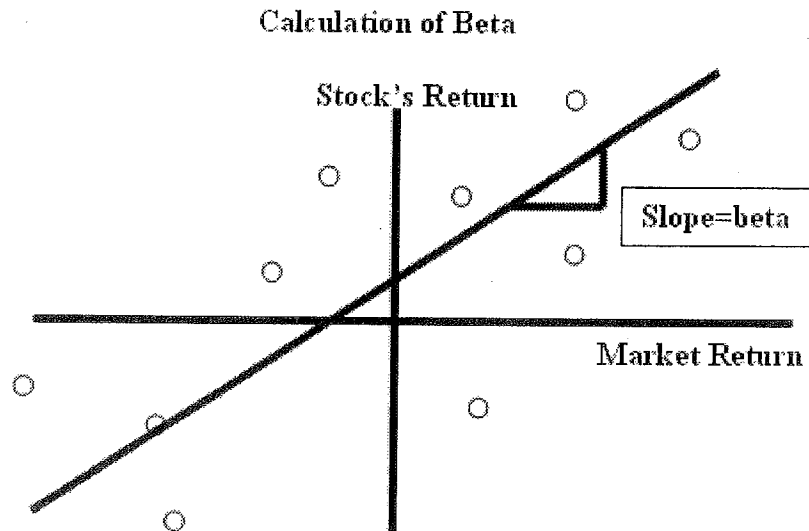 Calculation of Beta
Stock's Return
Slope=beta
Market Return